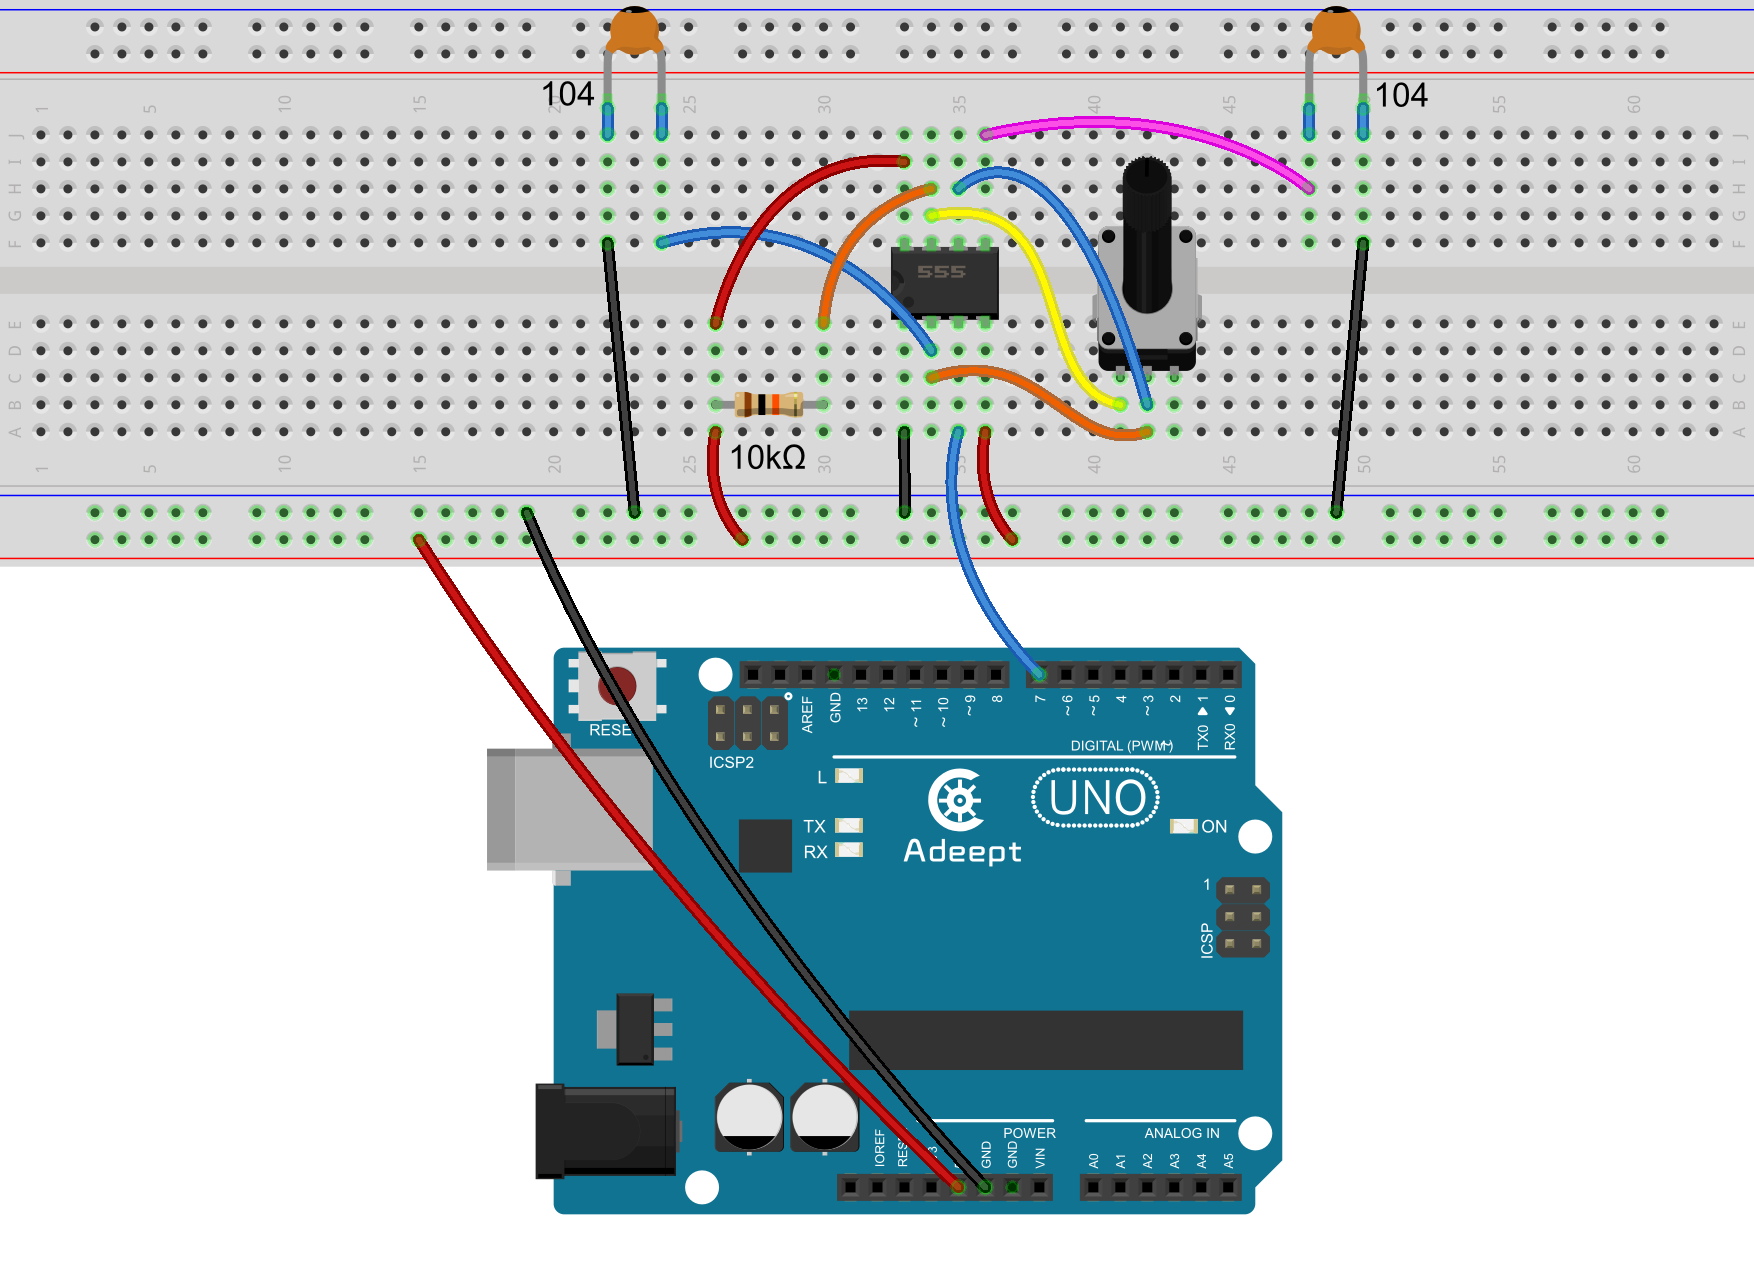 104
104
1 5 10 15 20 25 30 35 40 45 50 55 60
J J
I I
H H
G G
F F
555
E E
D D
C C
B B
A A
10kΩ
1 5 10 15 20 25 30 35 40 45 50 55 60
RESE
AREF GND 13 12 ~11 ~10 ~9 8 7 ~6 ~5 4 ~3 2 TX0 ▶ 1 RX0 ◀ 0
ICSP2
DIGITAL (PWM~)
L
TX
RX
UNO
ON
Adeept
1
ICSP
POWER
ANALOG IN
IOREF GND GND VIN A0 A1 A2 A3 A4 A5